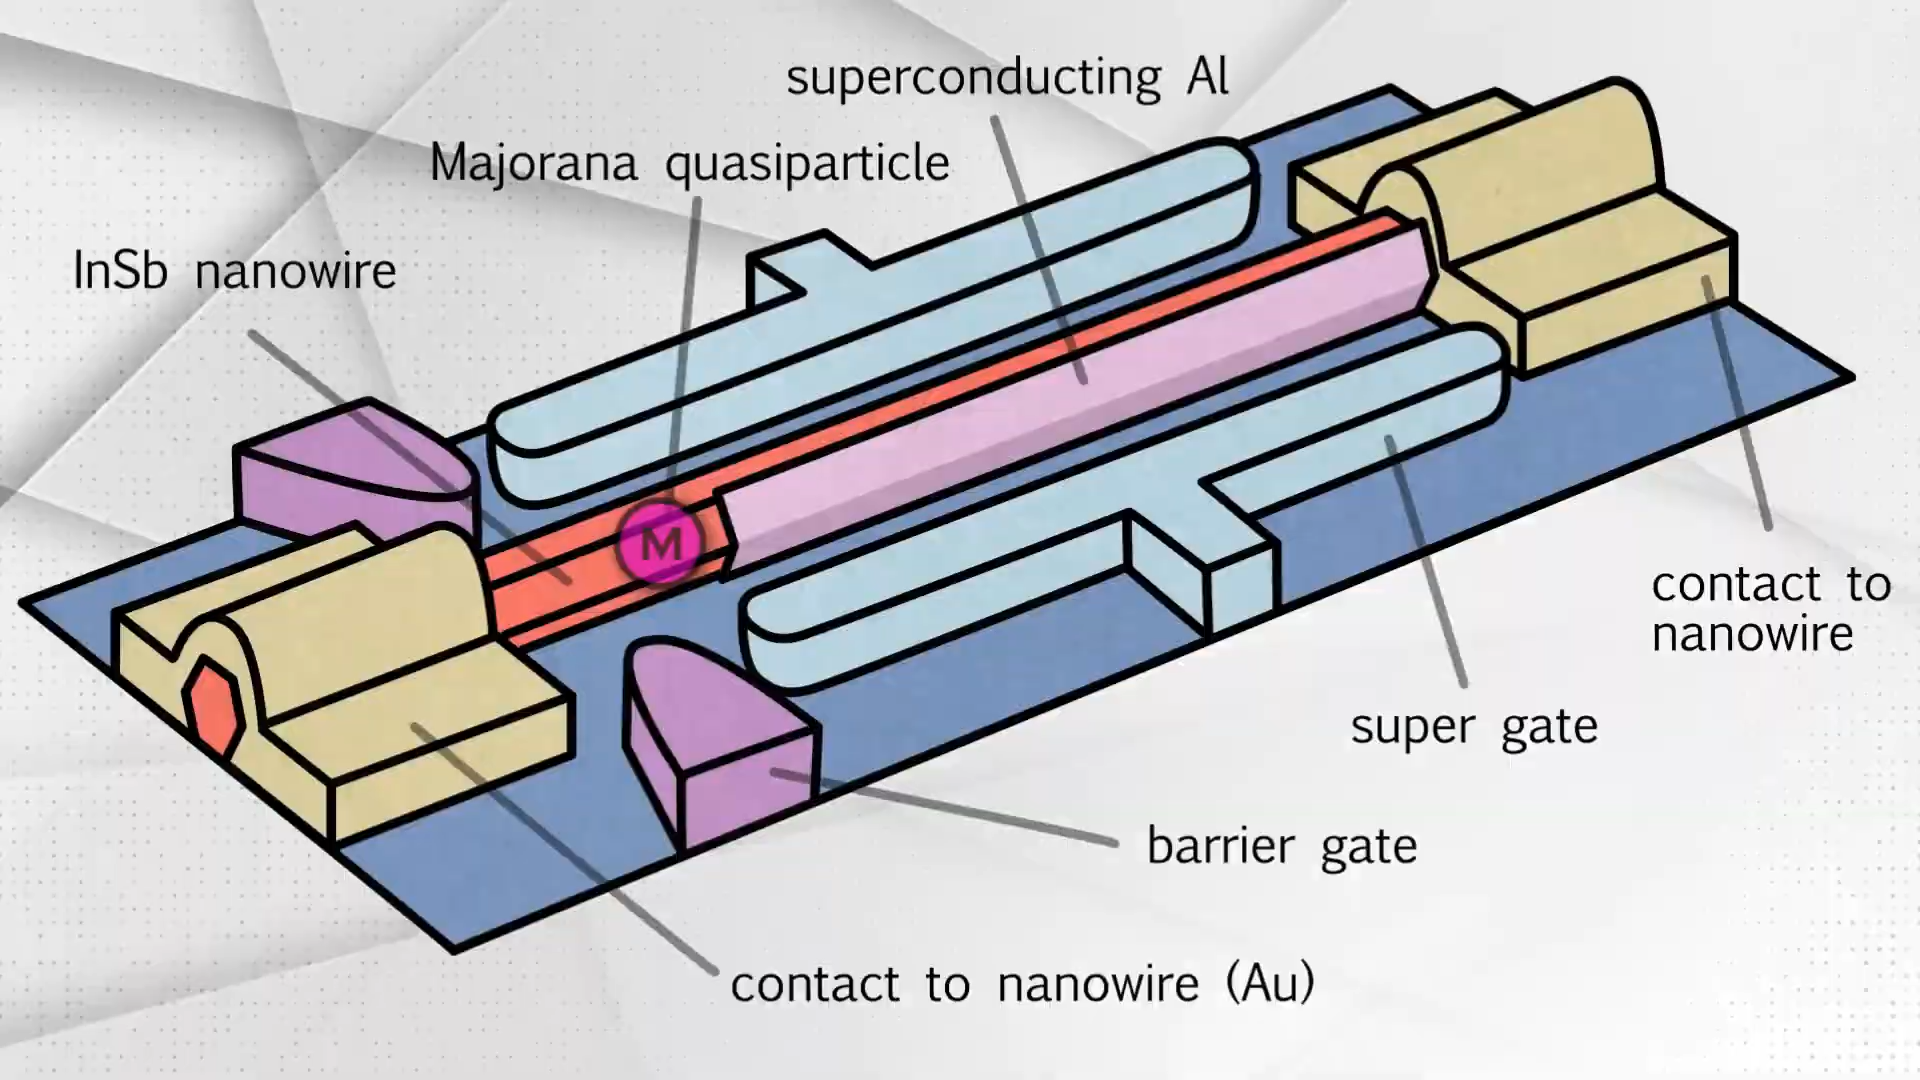 superconducting Al
Majorana quasiparticle
InSb nanowire
M
contact to
nanowire
super gate
barrier gate
contact to nanowire (Au)